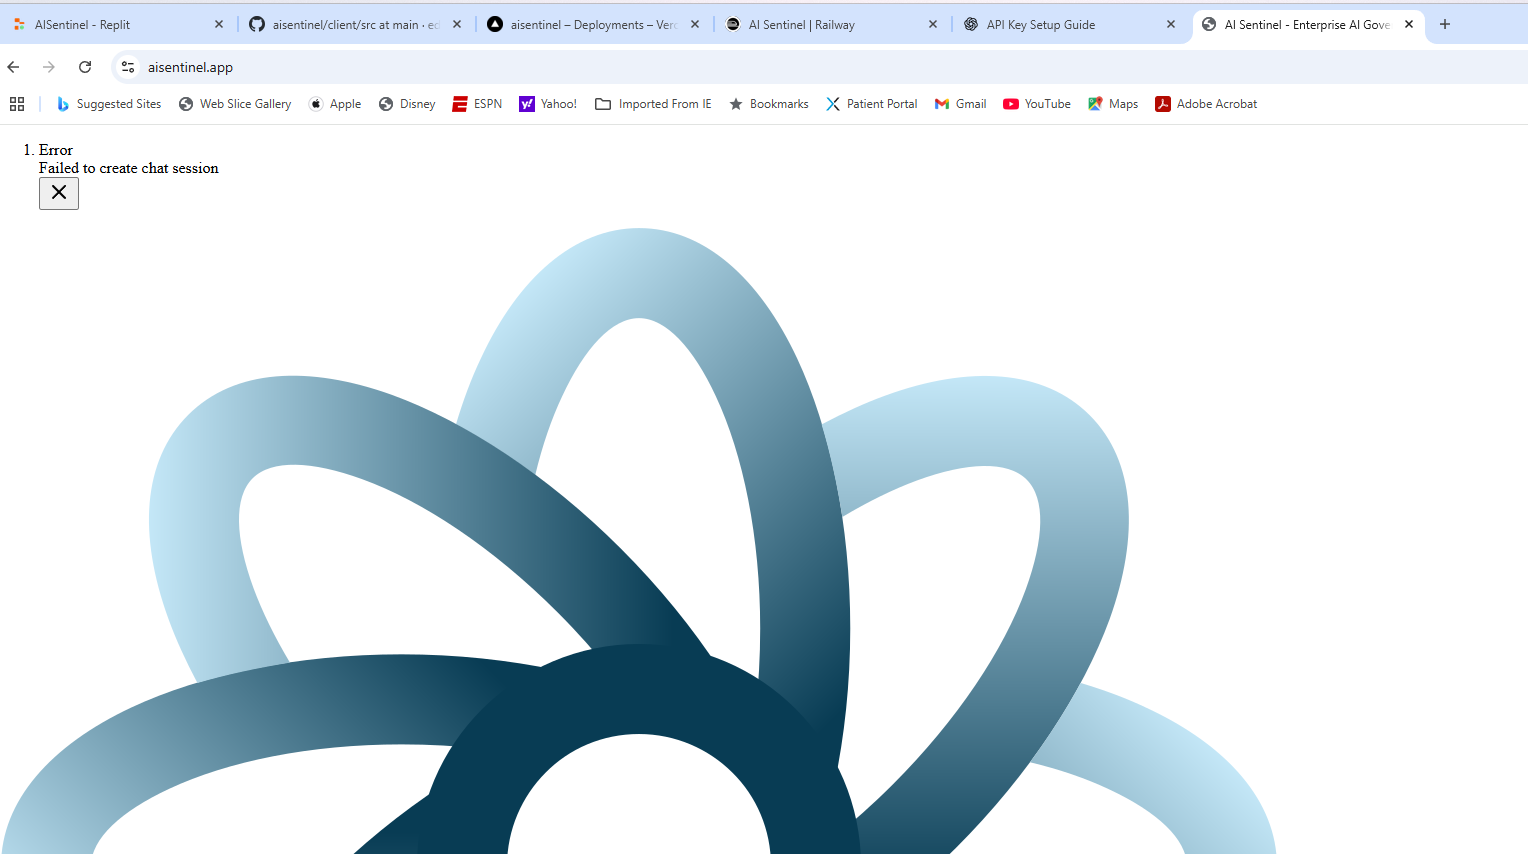 AISentinel - Replit
aisentinel/client/src at main · ed
aisentinel – Deployments – Verc
AI Sentinel | Railway
API Key Setup Guide
AI Sentinel - Enterprise AI Gove
aisentinel.app
Suggested Sites
Web Slice Gallery
Apple
Disney
ESPN
Yahoo!
Imported From IE
Bookmarks
Patient Portal
Gmail
YouTube
Maps
Adobe Acrobat
1. Error
Failed to create chat session